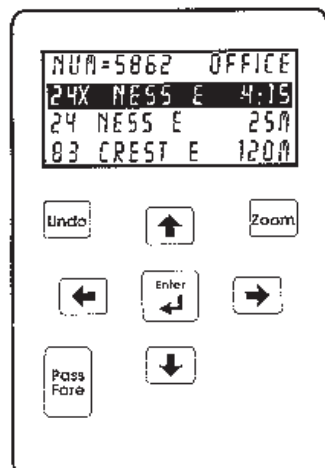 NUM=5862 OFFICE
24X NESS E 4:15
24 NESS E 25M
83 CREST E 120M
Undo
Zoom
Enter
Pass
Fare